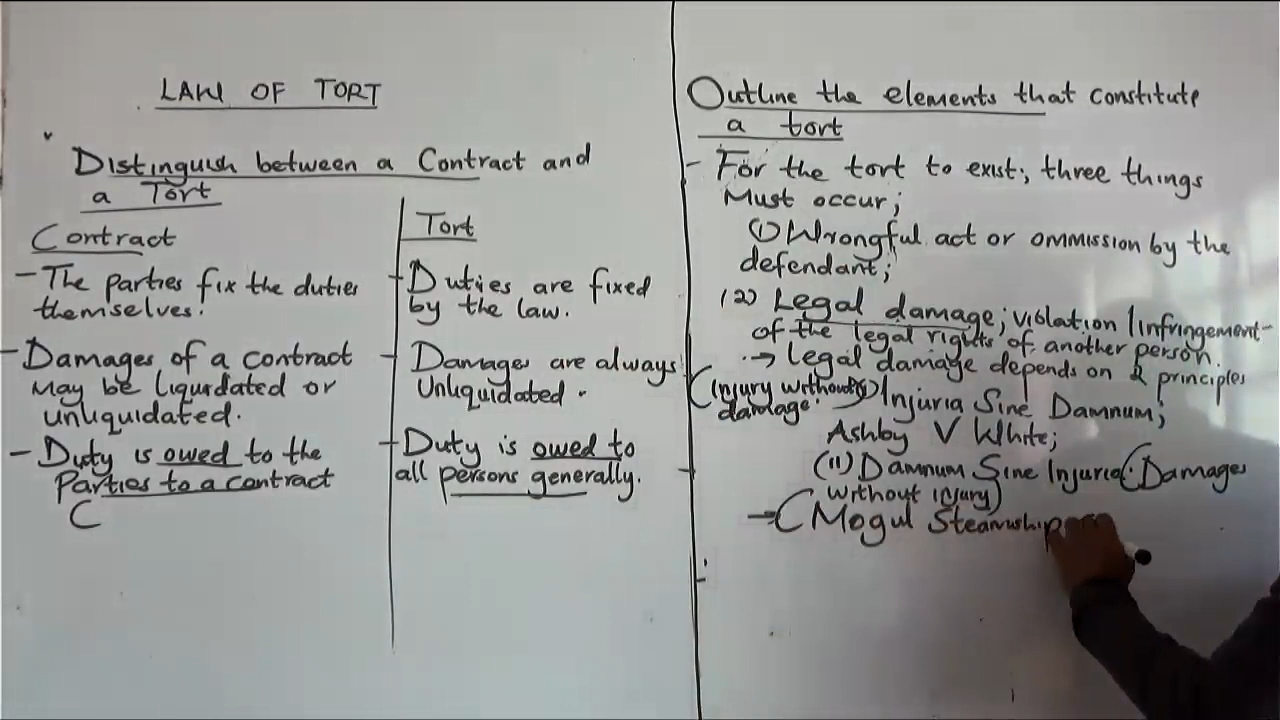 LAW OF TORT
Distinguish between a Contract and
a Tort
Contract
- The parties fix the duties
themselves.
- Damages of a contract
may be liquidated or
unliquidated.
- Duty is owed to the
Parties to a contract
(
Tort
- Duties are fixed
by the law.
- Damages are always
Unliquidated.
- Duty is owed to
all persons generally.
Outline the elements that constitute
a tort
- For the tort to exist; three things
Must occur;
(1) Wrongful act or ommission by the
defendant;
(2) Legal damage; violation/infringement
of the legal rights of another person.
→ Legal damage depends on 2 principles
(Injury without (i) Injuria Sine Damnum;
damage.
Ashby V White;
(ii) Damnum Sine Injuria (Damages
without injury)
→ (Mogul Steamship